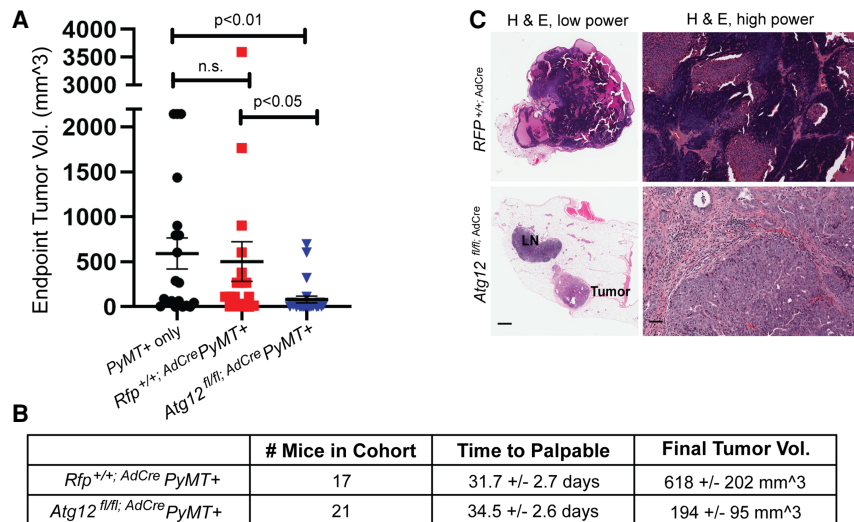 A
p<0.01
n.s.
p<0.05
Endpoint Tumor Vol. (mm^3)
4000
3500
3000
2000
1500
1000
500
0
PyMT+ only
Rfp +/+; AdCre PyMT+
Atg12 fl/fl; AdCre PyMT+
C
H & E, low power
H & E, high power
RFP +/+; AdCre
Atg12 fl/fl; AdCre
LN
Tumor
B
# Mice in Cohort Time to Palpable Final Tumor Vol.
Rfp +/+; AdCre PyMT+ 17 31.7 +/- 2.7 days 618 +/- 202 mm^3
Atg12 fl/fl; AdCre PyMT+ 21 34.5 +/- 2.6 days 194 +/- 95 mm^3